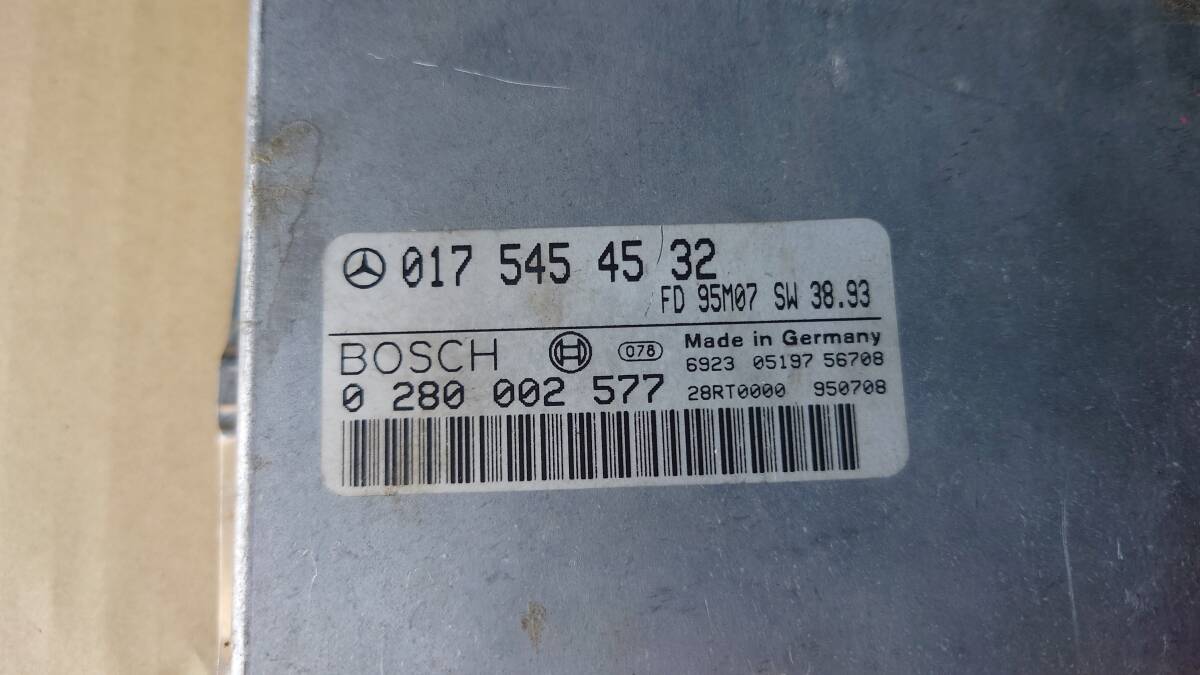 017 545 45 32
FD 95M07 SW 38.93
BOSCH 078 Made in Germany
6923 05197 56708
0 280 002 577 28RT0000 950708